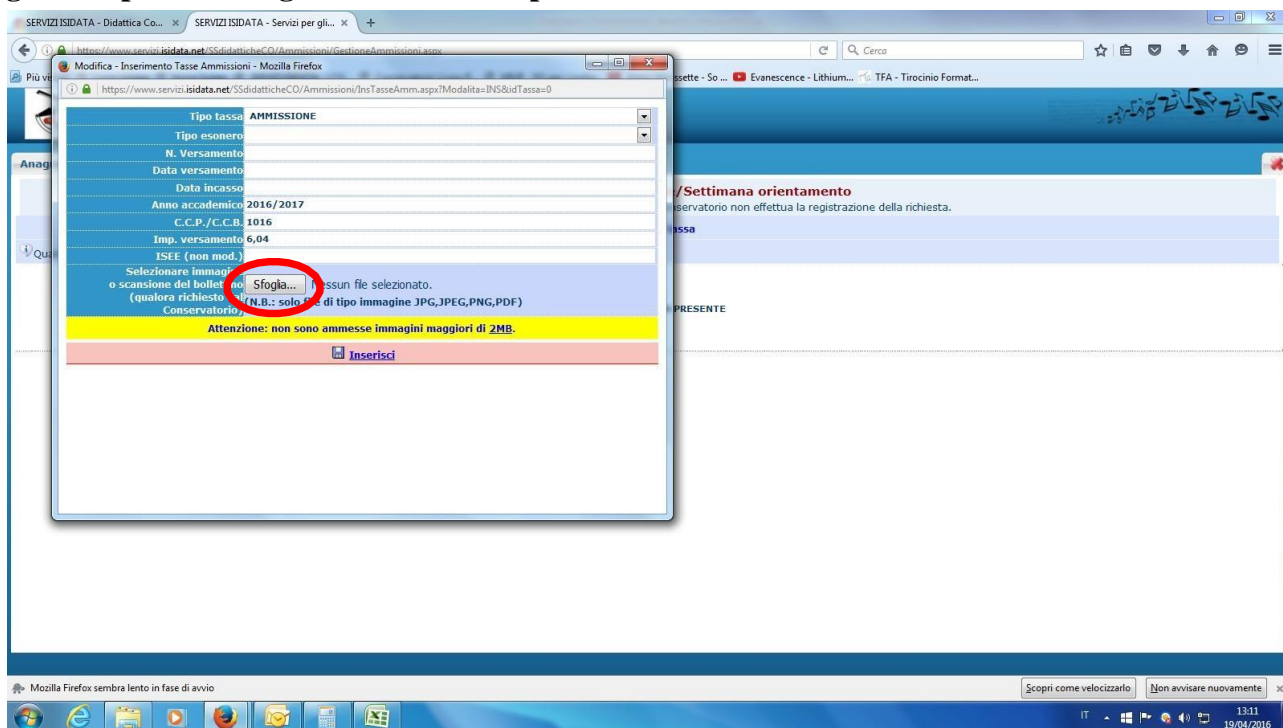 SERVIZI ISIDATA - Didattica Co... × SERVIZI ISIDATA - Servizi per gli... × +
https://www.servizi.isidata.net/SSdidatticheCO/Ammissioni/GestioneAmmissioni.aspx
Cerca
Più vi
ssette - So ... Evanescence - Lithium... TFA - Tirocinio Format...
Modifica - Inserimento Tasse Ammissioni - Mozilla Firefox
https://www.servizi.isidata.net/SSdidatticheCO/Ammissioni/InsTasseAmm.aspx?Modalita=INS&idTassa=0
Tipo tassa AMMISSIONE
Tipo esonero
N. Versamento
Data versamento
Data incasso
Anno accademico 2016/2017
C.C.P./C.C.B. 1016
Imp. versamento 6,04
ISEE (non mod.)
Selezionare immagin
o scansione del bollettino
(qualora richiesto
Conservatorio)
Sfoglia... Nessun file selezionato.
(N.B.: solo file di tipo immagine JPG,JPEG,PNG,PDF)
Attenzione: non sono ammesse immagini maggiori di 2MB.
Inserisci
Anag
/Settimana orientamento
servatorio non effettua la registrazione della richiesta.
assa
Qua
PRESENTE
Mozilla Firefox sembra lento in fase di avvio
Scopri come velocizzarlo
Non avvisare nuovamente
IT
13:11
19/04/2016